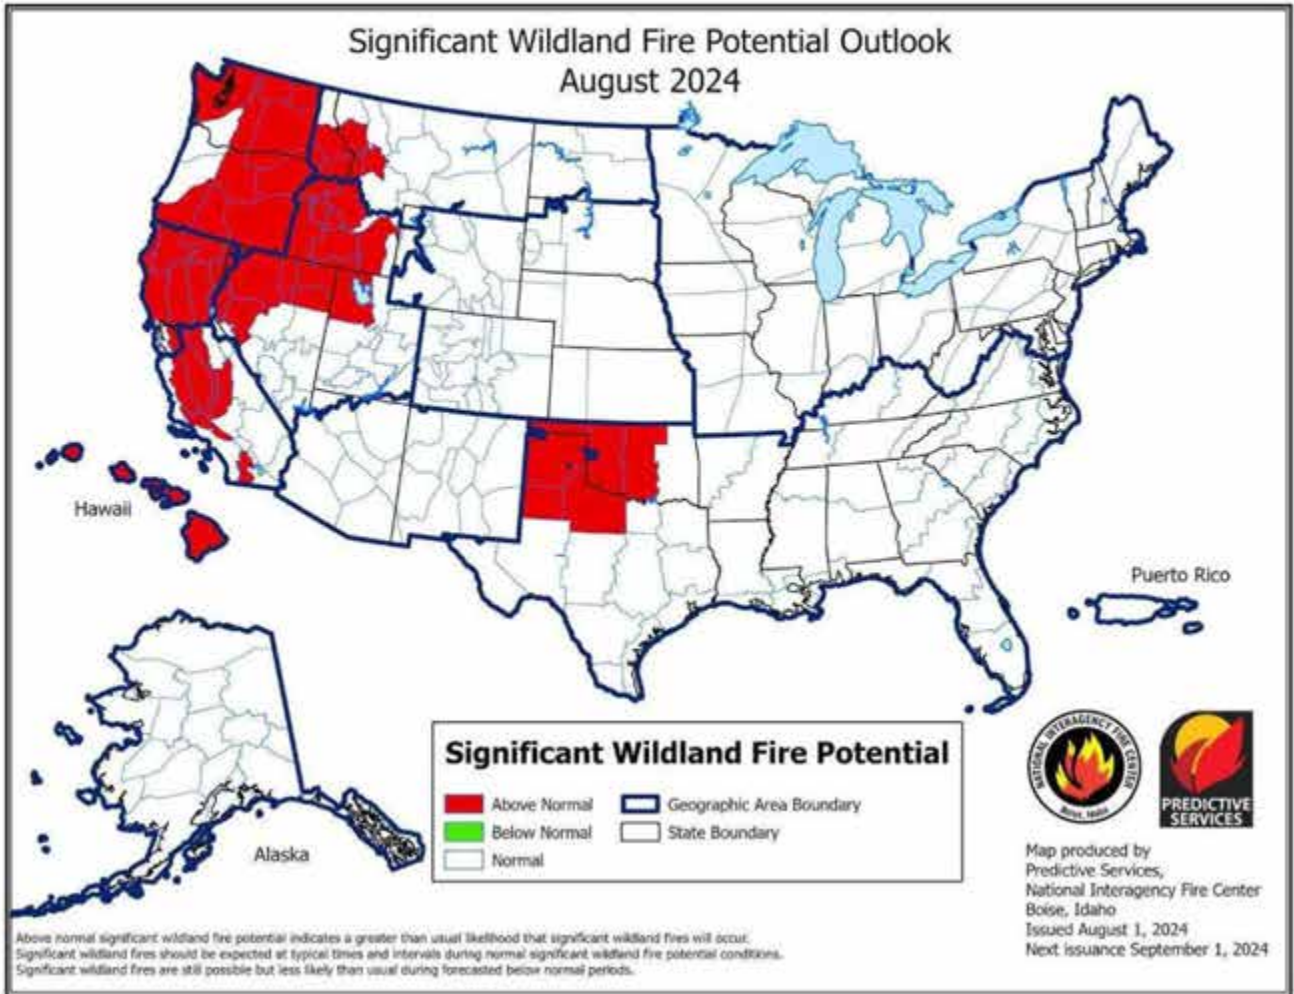 Significant Wildland Fire Potential Outlook
August 2024
Hawaii
Puerto Rico
Alaska
Significant Wildland Fire Potential
Above Normal
Geographic Area Boundary
Below Normal
State Boundary
Normal
NATIONAL INTERAGENCY FIRE CENTER
Boise, Idaho
PREDICTIVE
SERVICES
Map produced by
Predictive Services,
National Interagency Fire Center
Boise, Idaho
Issued August 1, 2024
Next issuance September 1, 2024
Above normal significant wildland fire potential indicates a greater than usual likelihood that significant wildland fires will occur.
Significant wildland fires should be expected at typical times and intervals during normal significant wildland fire potential conditions.
Significant wildland fires are still possible but less likely than usual during forecasted below normal periods.